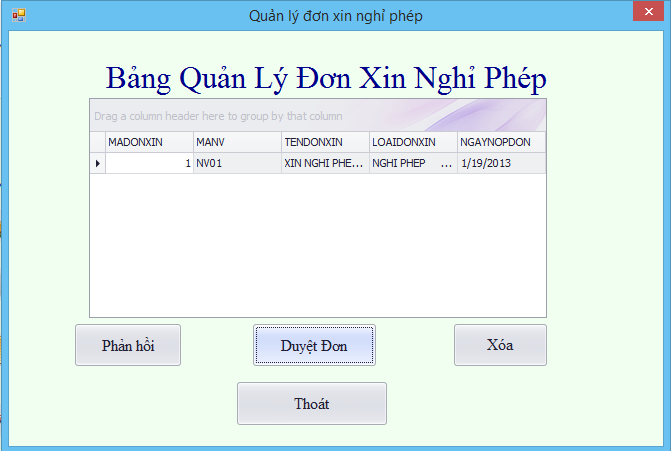 Quản lý đơn xin nghỉ phép
Bảng Quản Lý Đơn Xin Nghỉ Phép
Drag a column header here to group by that column
MADONXIN MANV TENDONXIN LOAIDONXIN NGAYNOPDON
1 NV01 XIN NGHI PHE... NGHI PHEP ... 1/19/2013
Phản hồi Duyệt Đơn Xóa
Thoát